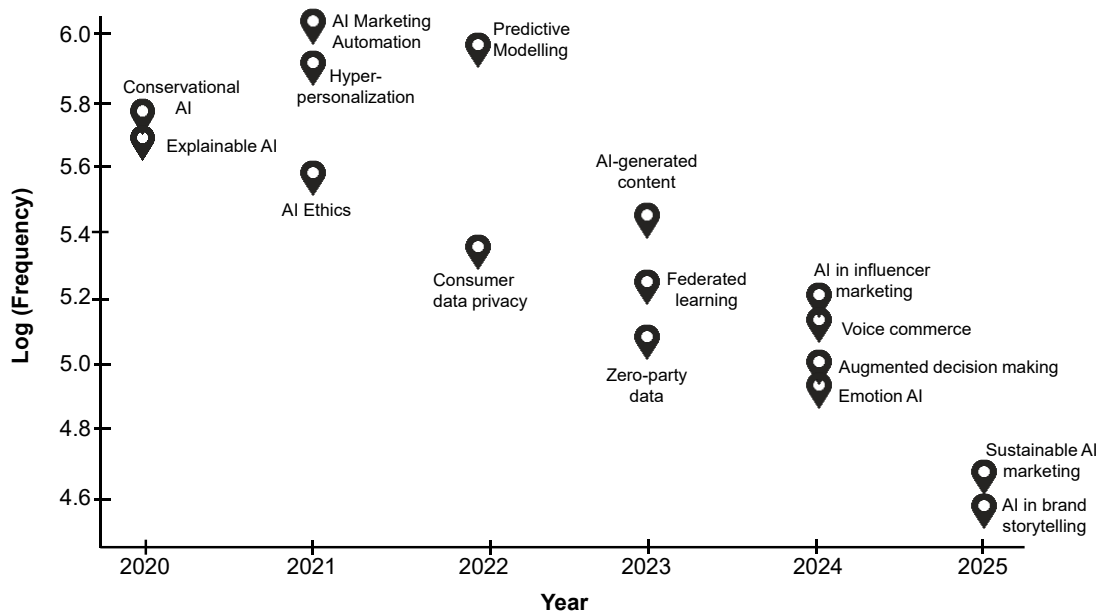 6.0
5.8
5.6
5.4
5.2
5.0
4.8
4.6
Log (Frequency)
Conservational
AI
Explainable AI
AI Marketing
Automation
Hyper-
personalization
AI Ethics
Predictive
Modelling
Consumer
data privacy
AI-generated
content
Federated
learning
Zero-party
data
AI in influencer
marketing
Voice commerce
Augmented decision making
Emotion AI
Sustainable AI
marketing
AI in brand
storytelling
2020 2021 2022 2023 2024 2025
Year